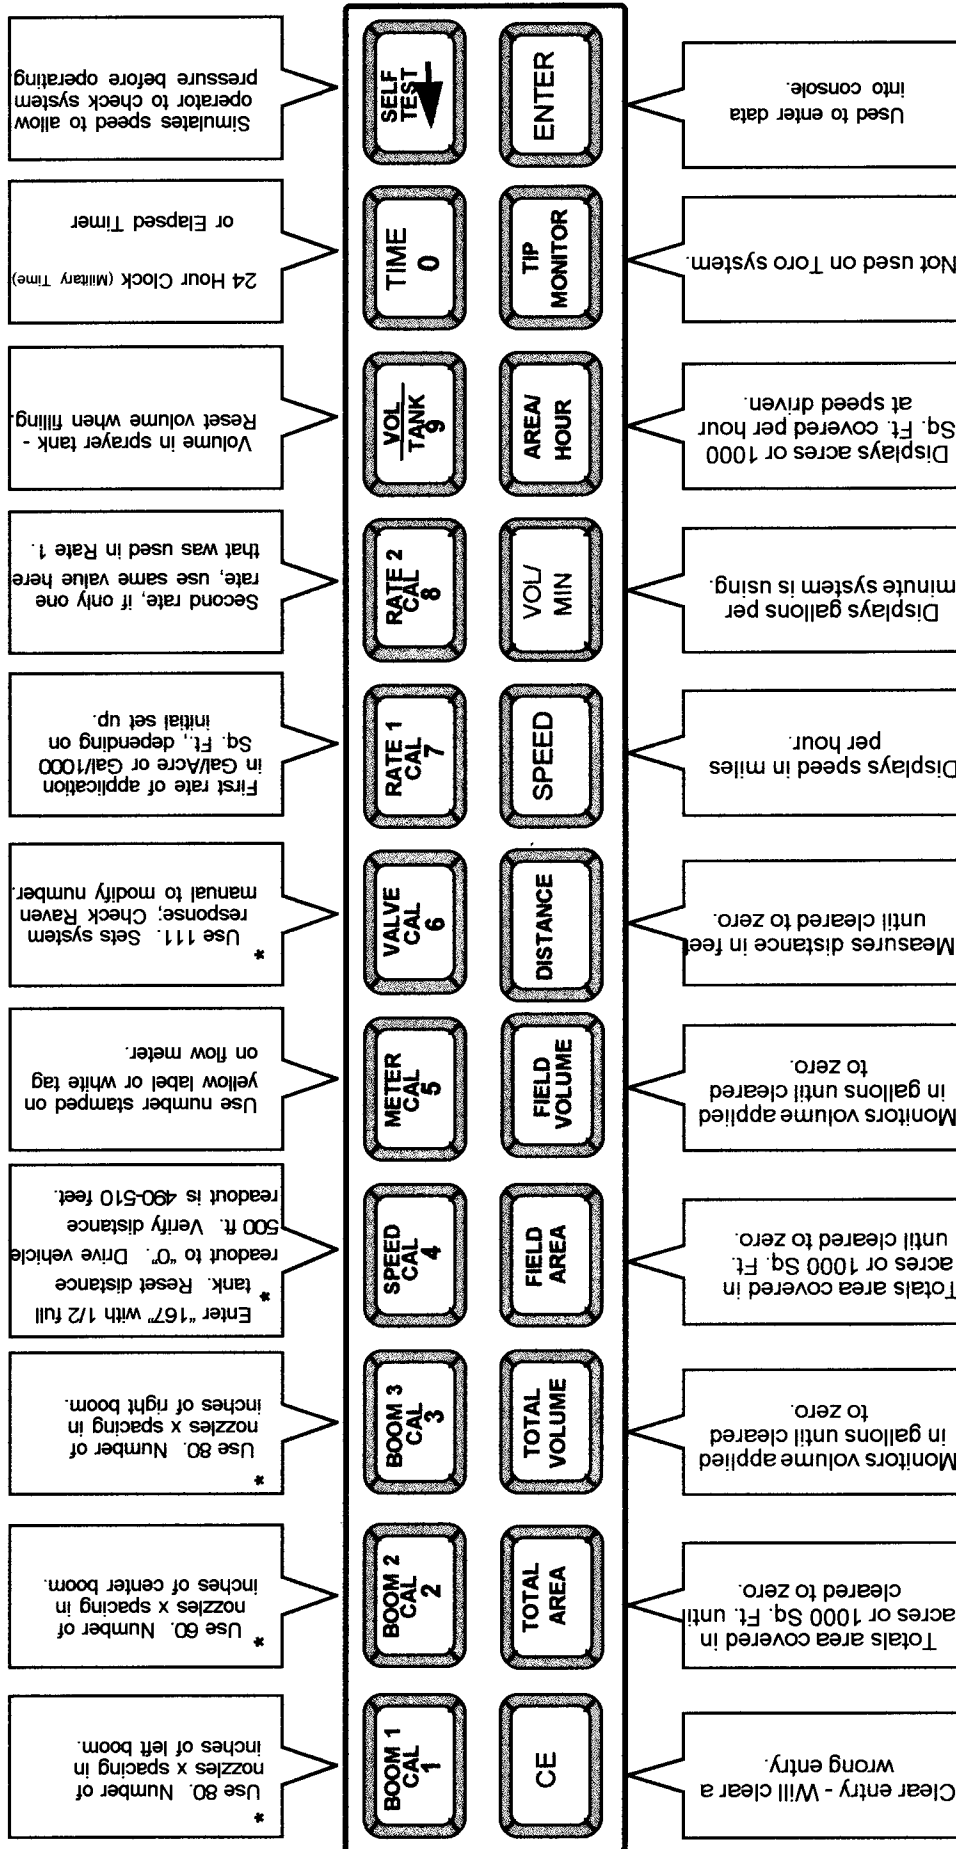 *
Use 80. Number of
nozzles x spacing in
inches of left boom.
BOOM 1
CAL
1
*
Use 60. Number of
nozzles x spacing in
inches of center boom.
BOOM 2
CAL
2
*
Use 80. Number of
nozzles x spacing in
inches of right boom.
BOOM 3
CAL
3
Enter "167" with 1/2 full
tank. Reset distance *
readout to "0". Drive vehicle
500 ft. Verify distance
readout is 490-510 feet.
SPEED
CAL
4
Use number stamped on
yellow label or white tag
on flow meter.
METER
CAL
5
*
Use 111. Sets system
response; Check Raven
manual to modify number.
VALVE
CAL
6
First rate of application
in Gal/Acre or Gal/1000
Sq. Ft., depending on
initial set up.
RATE 1
CAL
7
Second rate, if only one
rate, use same value here
that was used in Rate 1.
RATE 2
CAL
8
Volume in sprayer tank -
Reset volume when filling.
VOL
TANK
9
24 Hour Clock (Military Time)
or Elapsed Timer
TIME
0
Simulates speed to allow
operator to check system
pressure before operating
SELF
TEST
CE
Clear entry - Will clear a
wrong entry.
TOTAL
AREA
Totals area covered in
acres or 1000 Sq. Ft. until
cleared to zero.
TOTAL
VOLUME
Monitors volume applied
in gallons until cleared
to zero.
FIELD
AREA
Totals area covered in
acres or 1000 Sq. Ft.
until cleared to zero.
FIELD
VOLUME
Monitors volume applied
in gallons until cleared
to zero.
DISTANCE
Measures distance in feet
until cleared to zero.
SPEED
Displays speed in miles
per hour.
VOL/
MIN
Displays gallons per
minute system is using.
AREA/
HOUR
Displays acres or 1000
Sq. Ft. covered per hour
at speed driven.
TIP
MONITOR
Not used on Toro system.
ENTER
Used to enter data
into console.